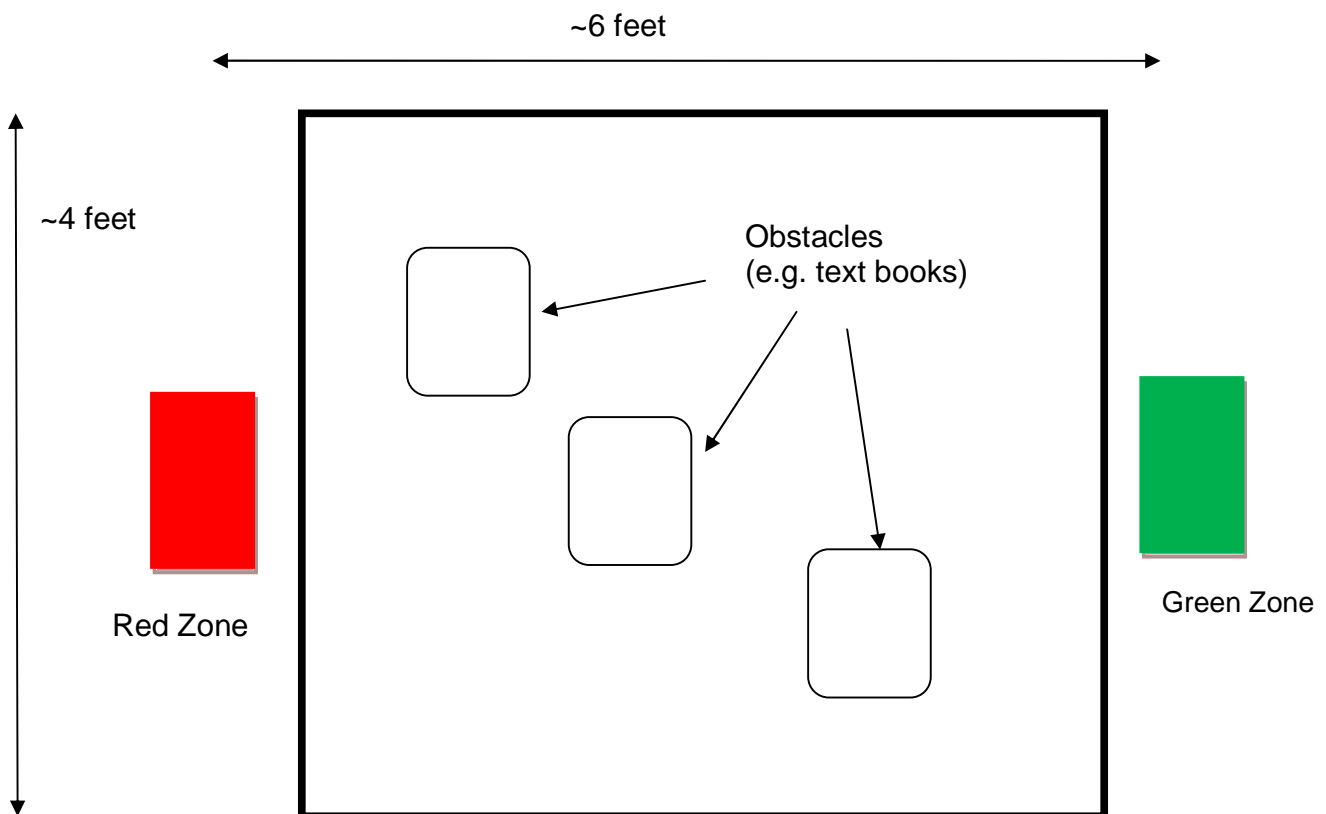 ~6 feet
~4 feet
Obstacles
(e.g. text books)
Red Zone
Green Zone